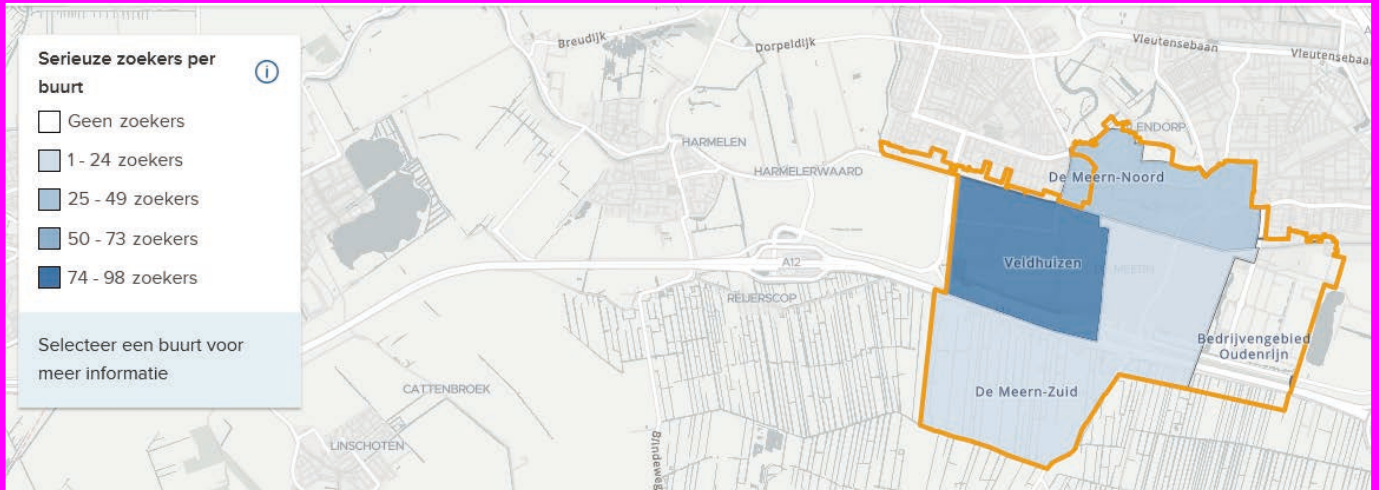 Serieuze zoekers per
buurt
Geen zoekers
1 - 24 zoekers
25 - 49 zoekers
50 - 73 zoekers
74 - 98 zoekers
Selecteer een buurt voor
meer informatie
Breudijk
Dorpeldijk
Vleutensebaan
Vleutensebaa
HARMELEN
HARMELERWAARD
ENDORP
De Meern-Noord
Veldhuizen
A12
REIJERSCOP
Bedrijvengebied
Oudenrijn
De Meern-Zuid
CATTENBROEK
LINSCHOTEN